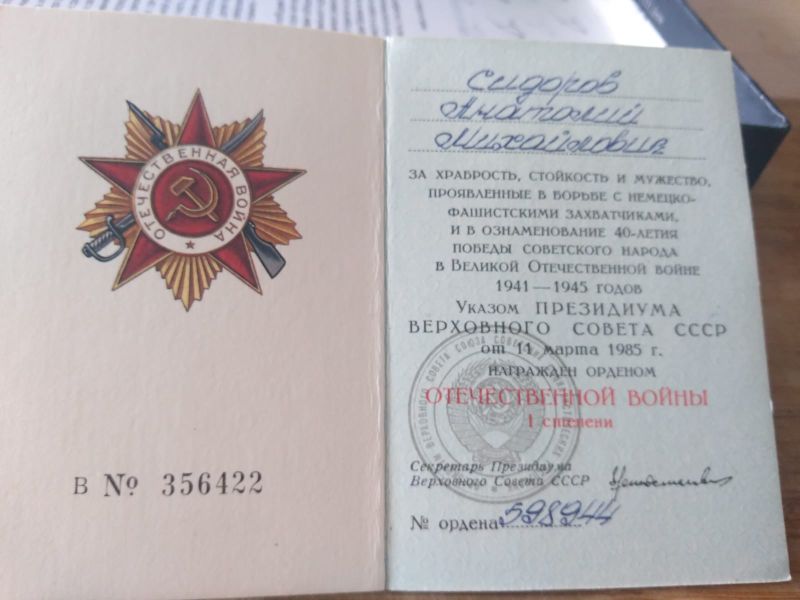 ОТЕЧЕСТВЕННАЯ ВОЙНА
В № 356422
Сидоров
Анатолий
Михайлович
ЗА ХРАБРОСТЬ, СТОЙКОСТЬ И МУЖЕСТВО,
ПРОЯВЛЕННЫЕ В БОРЬБЕ С НЕМЕЦКО-
ФАШИСТСКИМИ ЗАХВАТЧИКАМИ,
И В ОЗНАМЕНОВАНИЕ 40-ЛЕТИЯ
ПОБЕДЫ СОВЕТСКОГО НАРОДА
В ВЕЛИКОЙ ОТЕЧЕСТВЕННОЙ ВОЙНЕ
1941—1945 ГОДОВ
УКАЗОМ ПРЕЗИДИУМА
ВЕРХОВНОГО СОВЕТА СССР
от 11 марта 1985 г.
НАГРАЖДЕН ОРДЕНОМ
ОТЕЧЕСТВЕННОЙ ВОЙНЫ
I степени
Секретарь Президиума
Верховного Совета СССР
№ ордена 598944